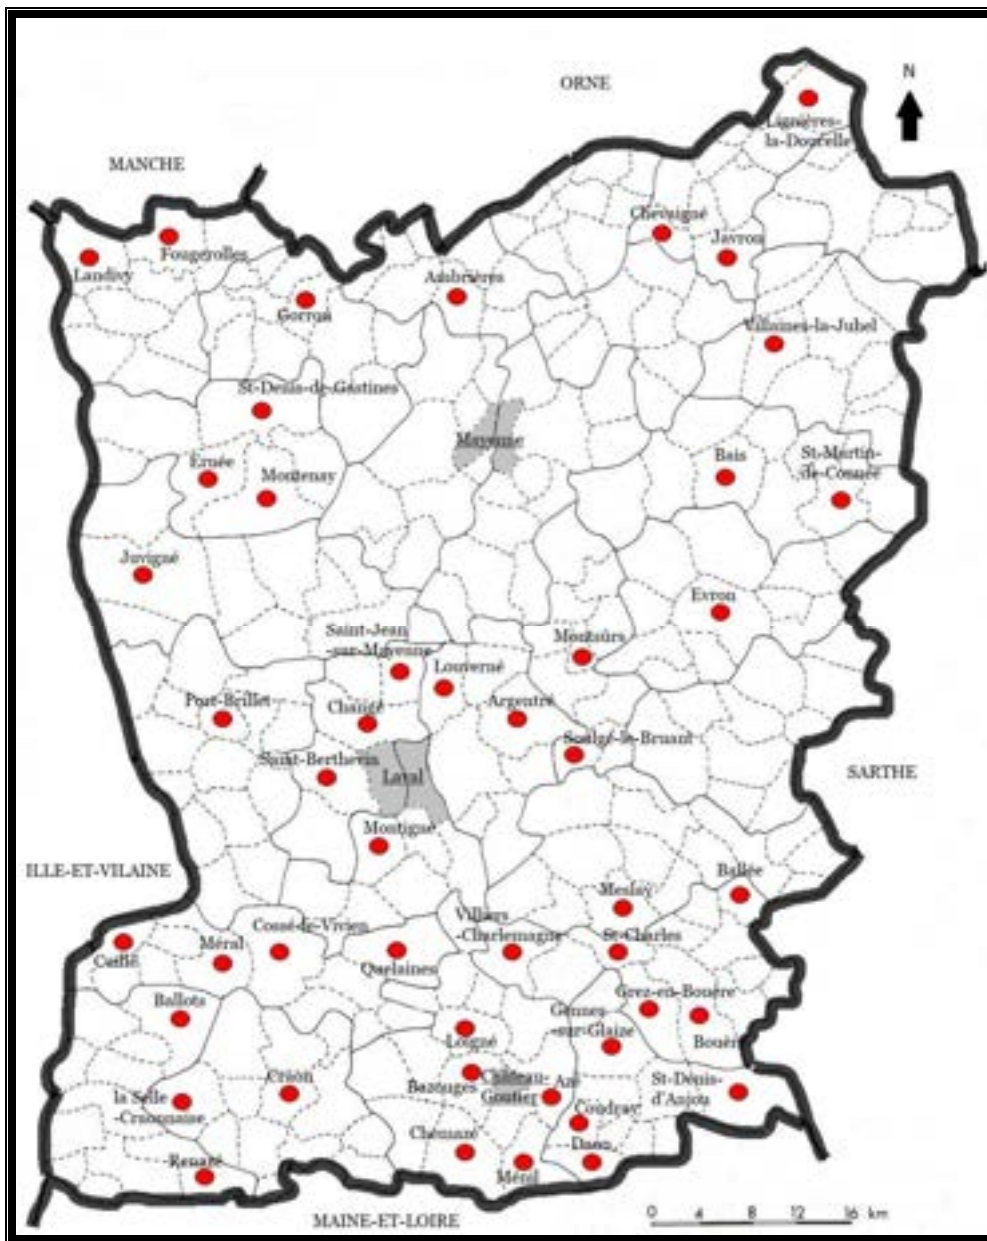 ORNE
N
MANCHE
Lignières-
la-Doucelle
Chevaigné
Javron
Fougerolles
Landivy
Ambrières
Gorron
Villaines-la-Juhel
St-Denis-de-Gastines
Mayenne
Ernée
Montenay
Bais
St-Martin-
de-Connée
Juvigné
Evron
Saint-Jean
-sur-Mayenne
Montsûrs
Louverné
Port-Brillet
Changé
Argentré
Soulgé-le-Bruant
Saint-Berthevin
Laval
SARTHE
Montigné
ILLE-ET-VILAINE
Ballée
Meslay
Cossé-le-Vivien
Villiers
-Charlemagne
Méral
St-Charles
Cuillé
Quelaines
Ballots
Grez-en-Bouère
Gennes
-sur-Glaize
Loigné
Bouère
Craon
Bazouges
Château-
Gontier
Azé
St-Denis-
d'Anjou
la Selle
-Craonnaise
Coudray
Chemazé
Daon
Renazé
Ménil
MAINE-ET-LOIRE
0 4 8 12 16 km